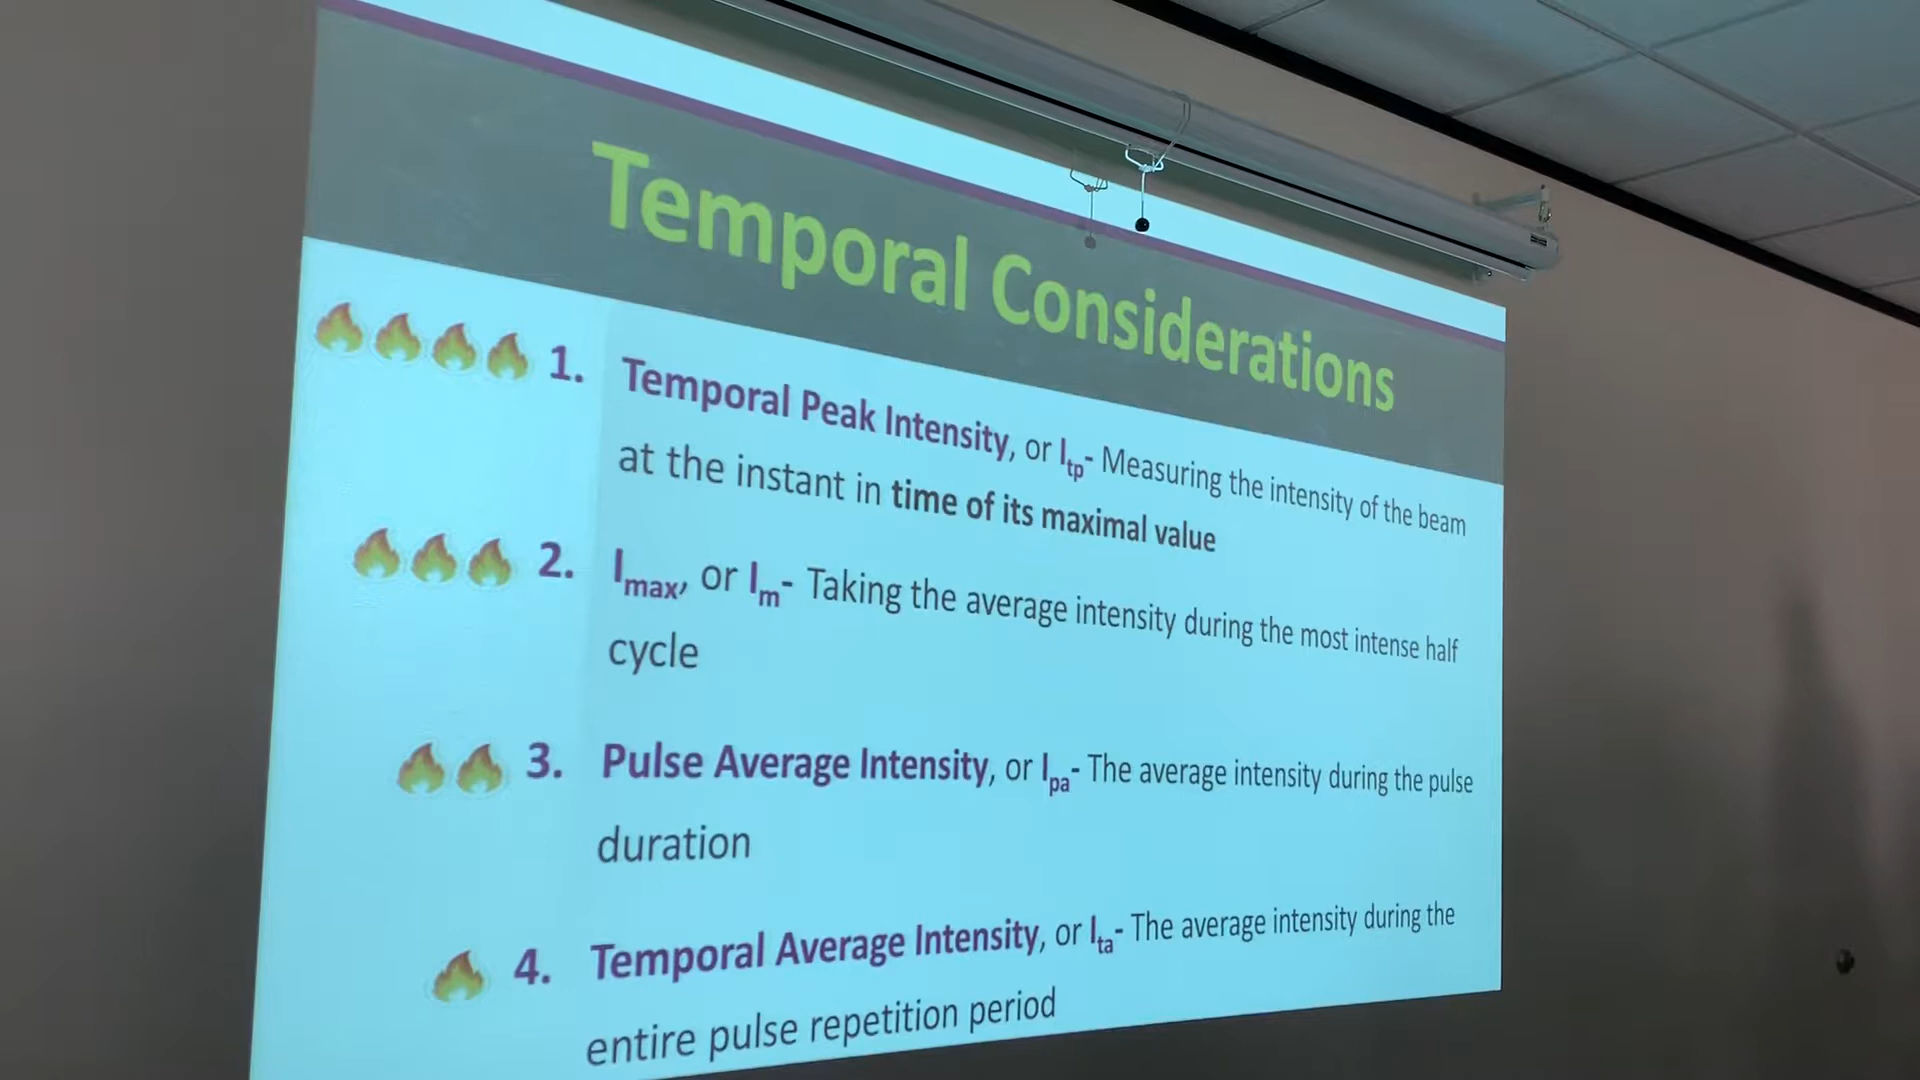 Temporal Considerations
1. Temporal Peak Intensity, or Itp- Measuring the intensity of the beam
at the instant in time of its maximal value
2. Imax, or Im- Taking the average intensity during the most intense half
cycle
3. Pulse Average Intensity, or Ipa- The average intensity during the pulse
duration
4. Temporal Average Intensity, or Ita- The average intensity during the
entire pulse repetition period